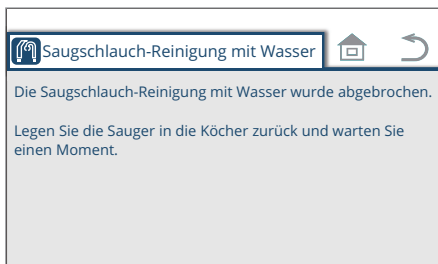 Saugschlauch-Reinigung mit Wasser
Die Saugschlauch-Reinigung mit Wasser wurde abgebrochen.
Legen Sie die Sauger in die Köcher zurück und warten Sie
einen Moment.